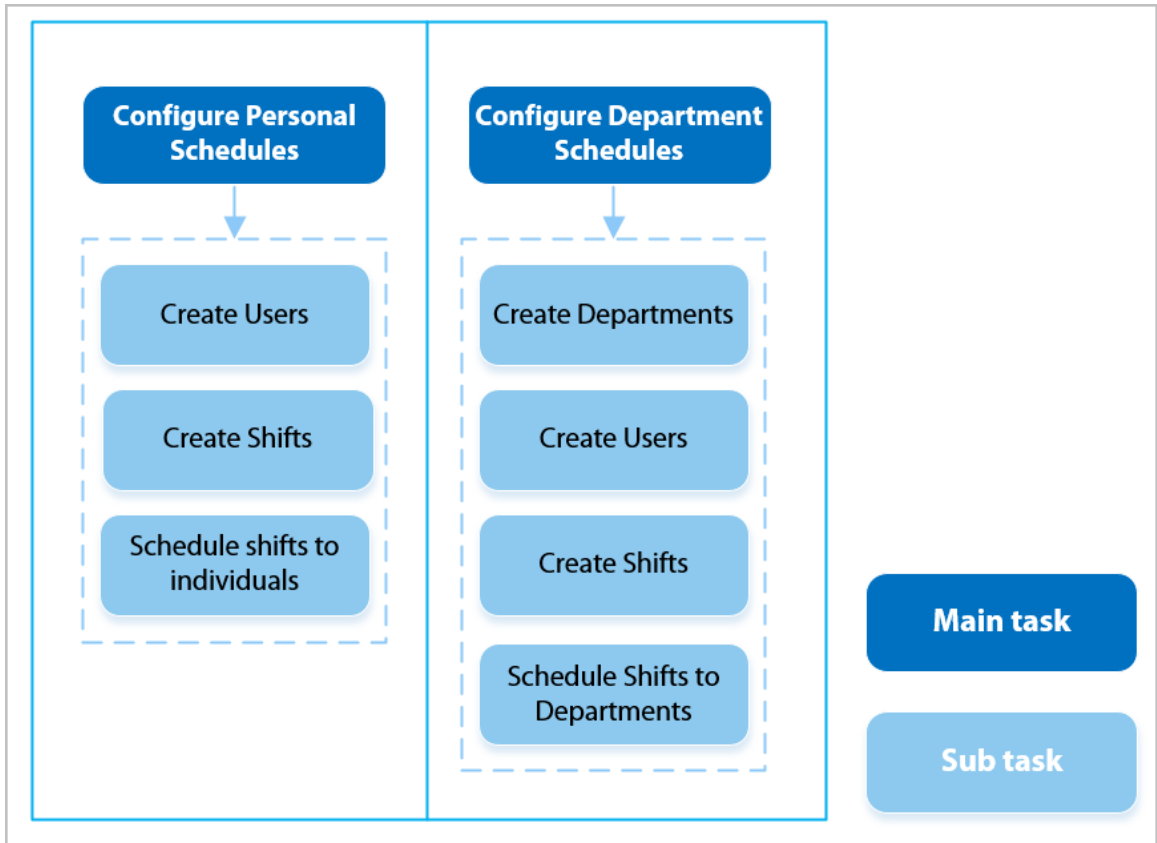 Configure Personal
Schedules
Create Users
Create Shifts
Schedule shifts to
individuals
Configure Department
Schedules
Create Departments
Create Users
Create Shifts
Schedule Shifts to
Departments
Main task
Sub task